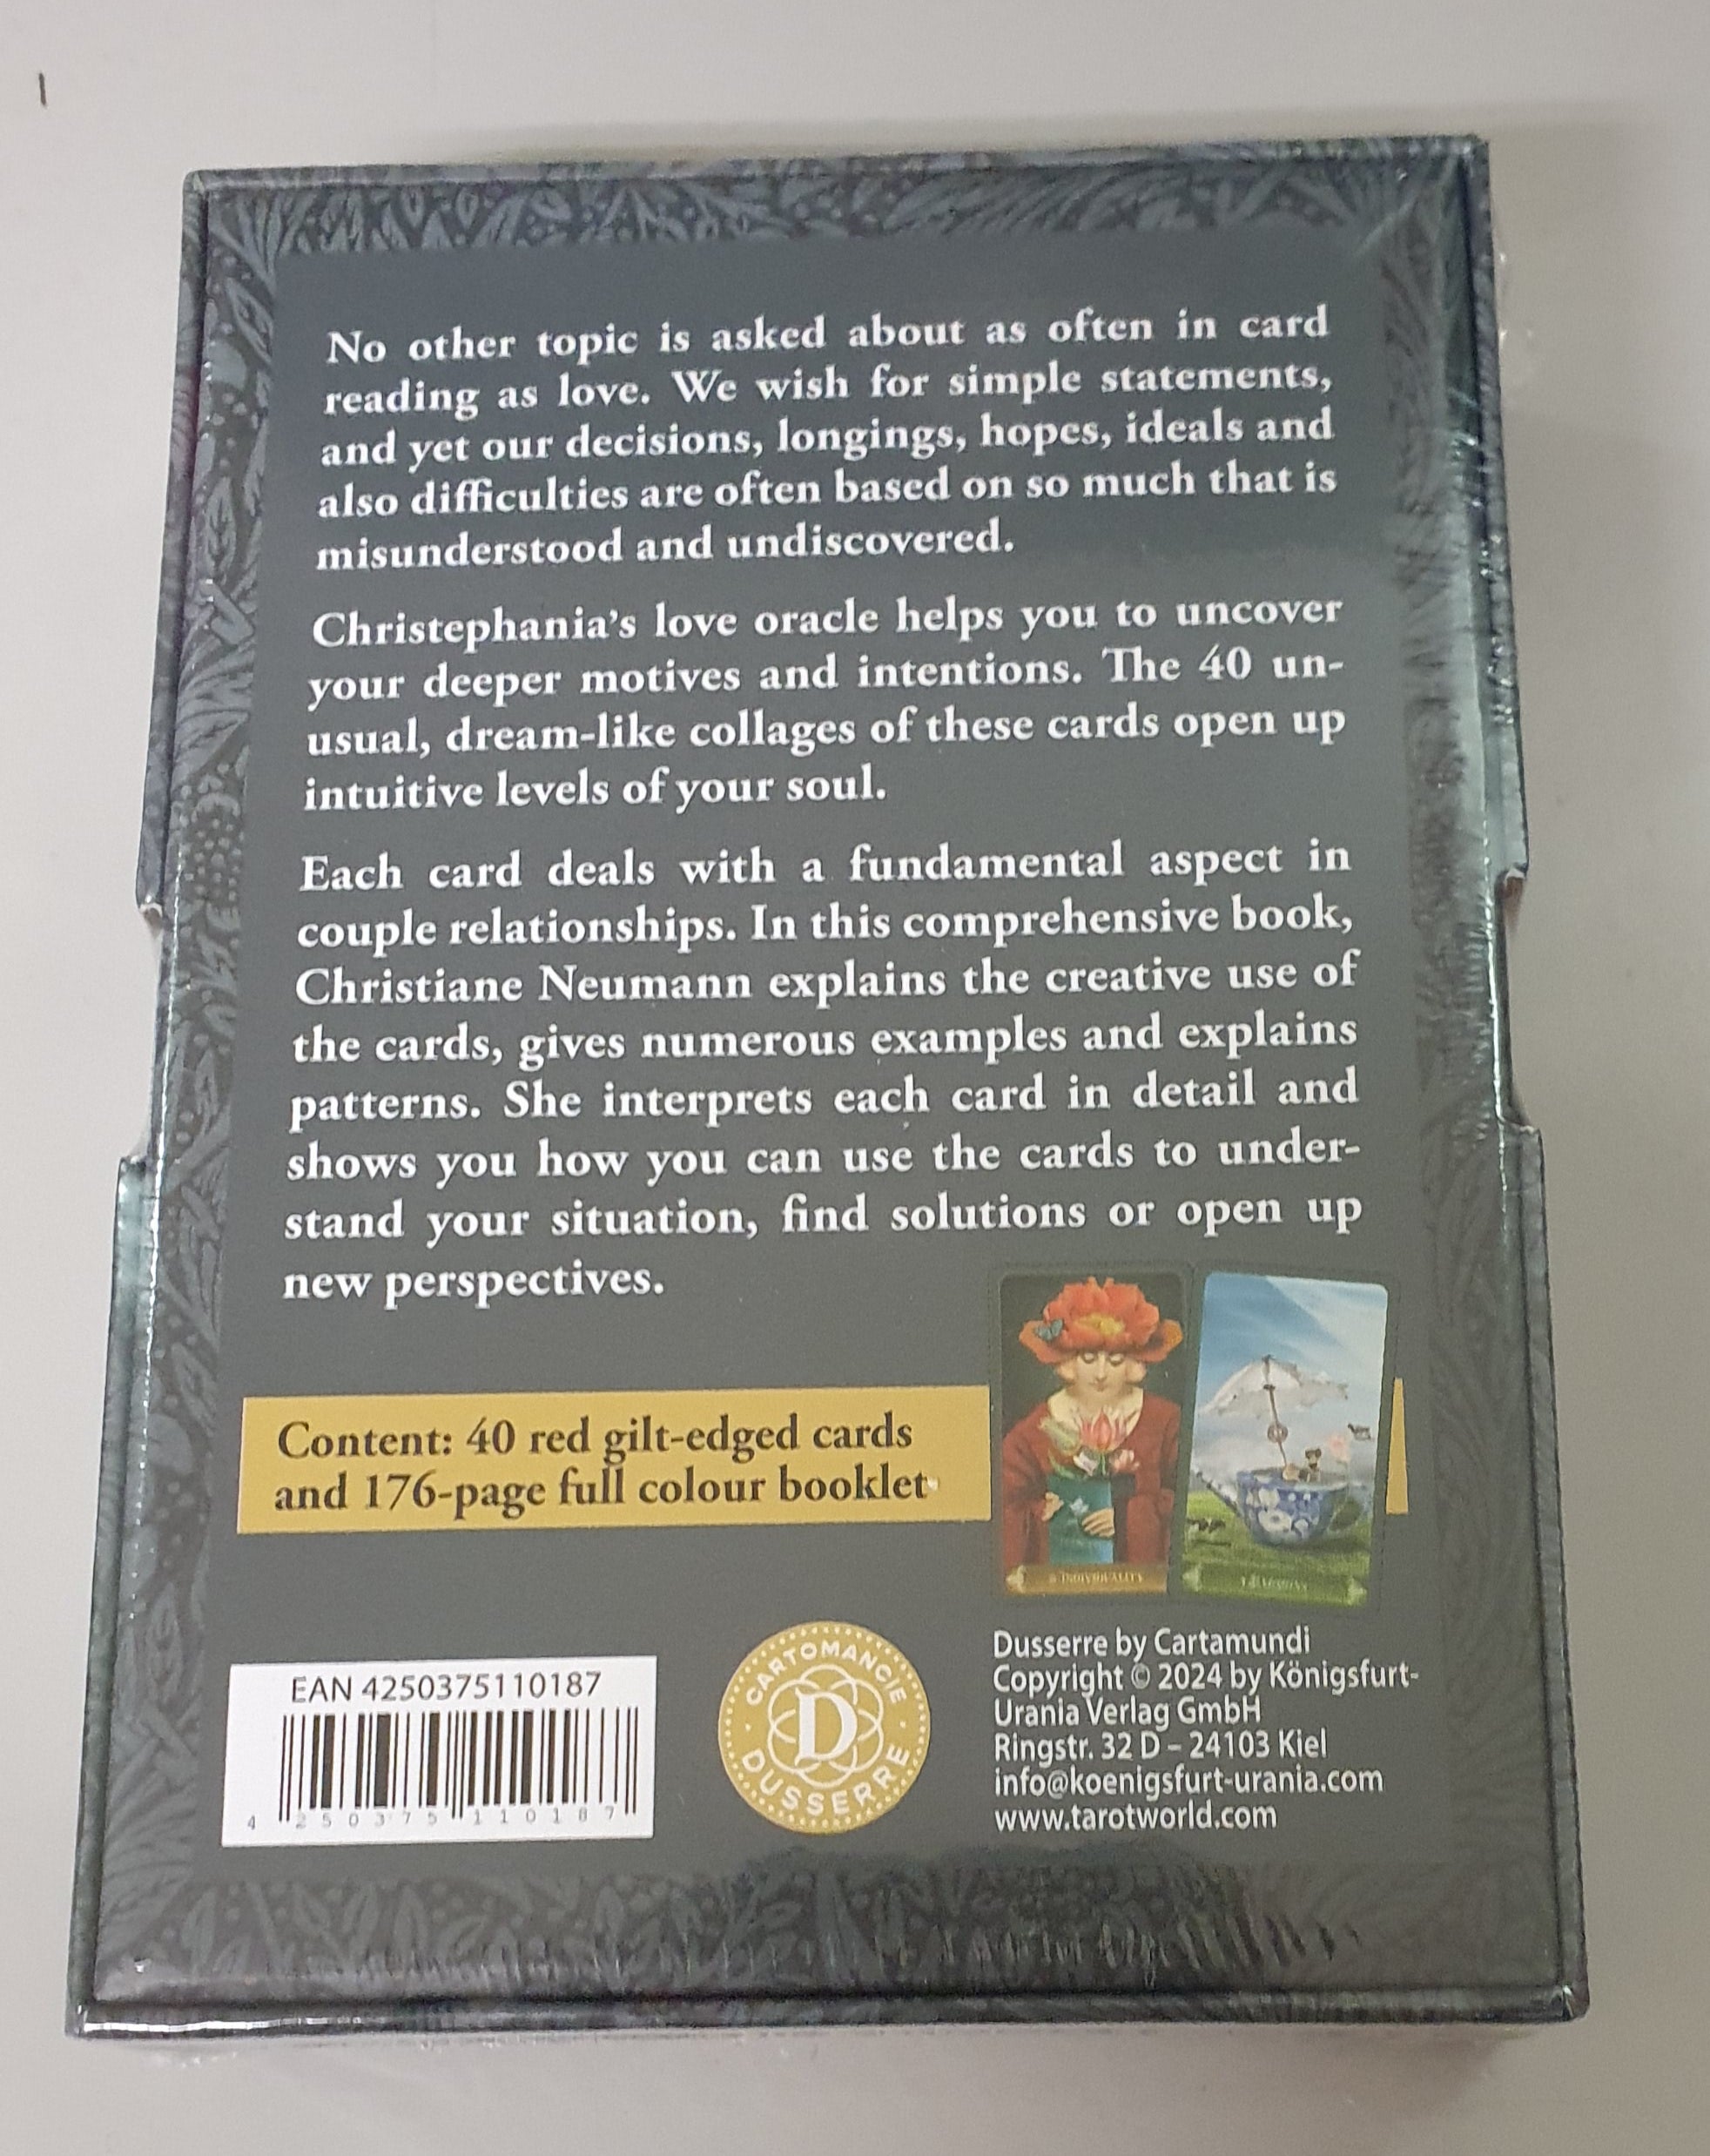 No other topic is asked about as often in card
reading as love. We wish for simple statements,
and yet our decisions, longings, hopes, ideals and
also difficulties are often based on so much that is
misunderstood and undiscovered.
Christephania's love oracle helps you to uncover
your deeper motives and intentions. The 40 un-
usual, dream-like collages of these cards open up
intuitive levels of your soul.
Each card deals with a fundamental aspect in
couple relationships. In this comprehensive book,
Christiane Neumann explains the creative use of
the cards, gives numerous examples and explains
patterns. She interprets each card in detail and
shows you how you can use the cards to under-
stand your situation, find solutions or open up
new perspectives.
Content: 40 red gilt-edged cards
and 176-page full colour booklet
INDIVIDUALITY
EAN 4250375110187
4 250375 110187
CARTOMANCIE
D
DUSSERRE
Dusserre by Cartamundi
Copyright © 2024 by Königsfurt-
Urania Verlag GmbH
Ringstr. 32 D – 24103 Kiel
info@koenigsfurt-urania.com
www.tarotworld.com